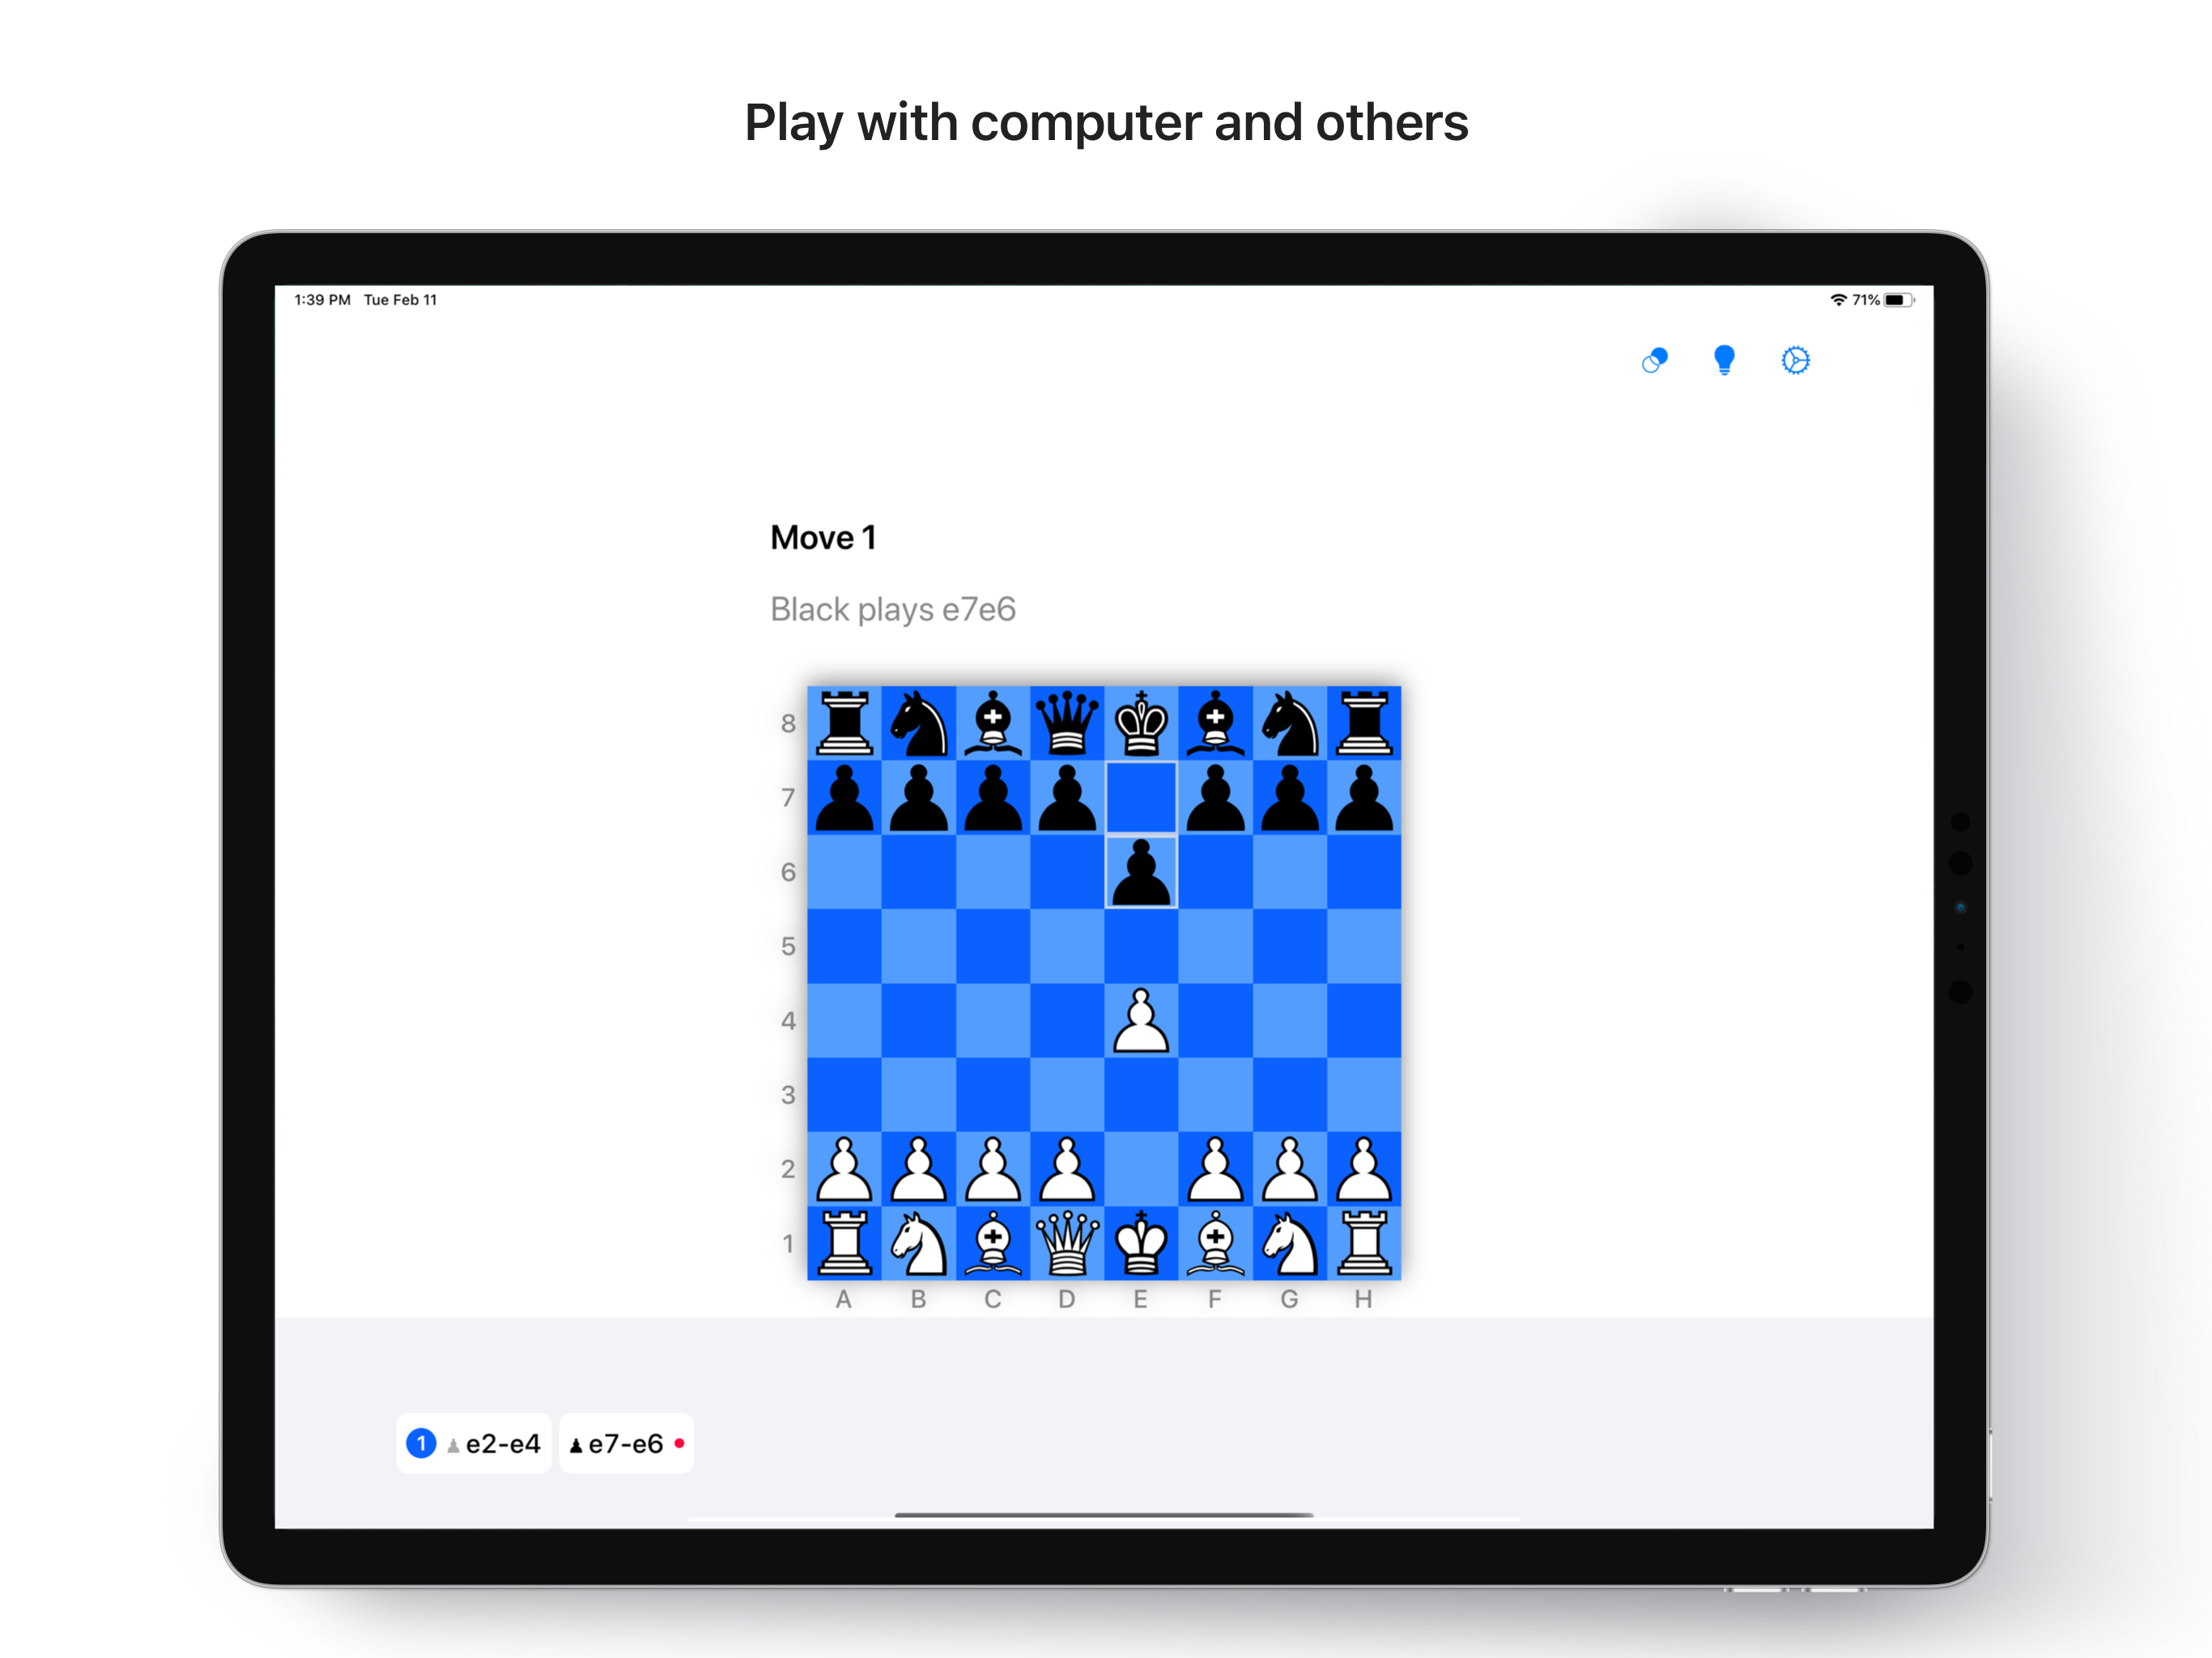 Play with computer and others
1:39 PM Tue Feb 11
71%
Move 1
Black plays e7e6
8
7
6
5
4
3
2
1
A B C D E F G H
1 e2-e4 e7-e6